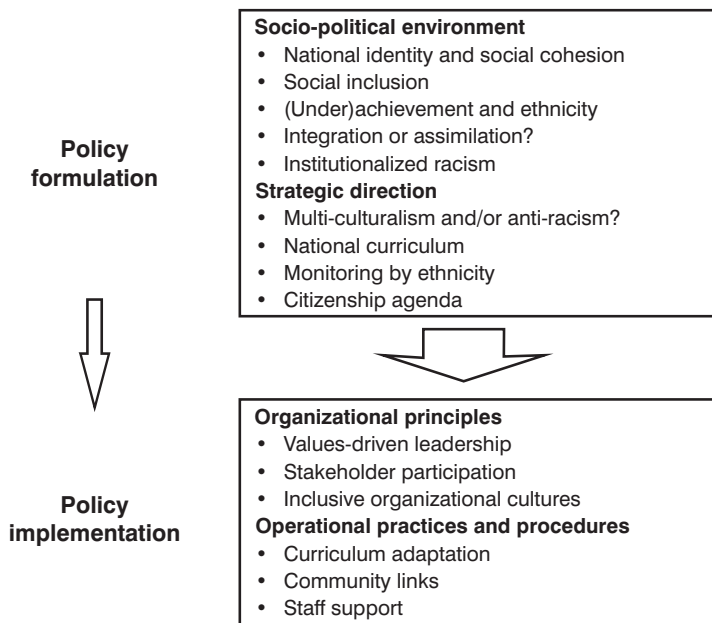 Policy
formulation
Socio-political environment
• National identity and social cohesion
• Social inclusion
• (Under)achievement and ethnicity
• Integration or assimilation?
• Institutionalized racism
Strategic direction
• Multi-culturalism and/or anti-racism?
• National curriculum
• Monitoring by ethnicity
• Citizenship agenda
Policy
implementation
Organizational principles
• Values-driven leadership
• Stakeholder participation
• Inclusive organizational cultures
Operational practices and procedures
• Curriculum adaptation
• Community links
• Staff support